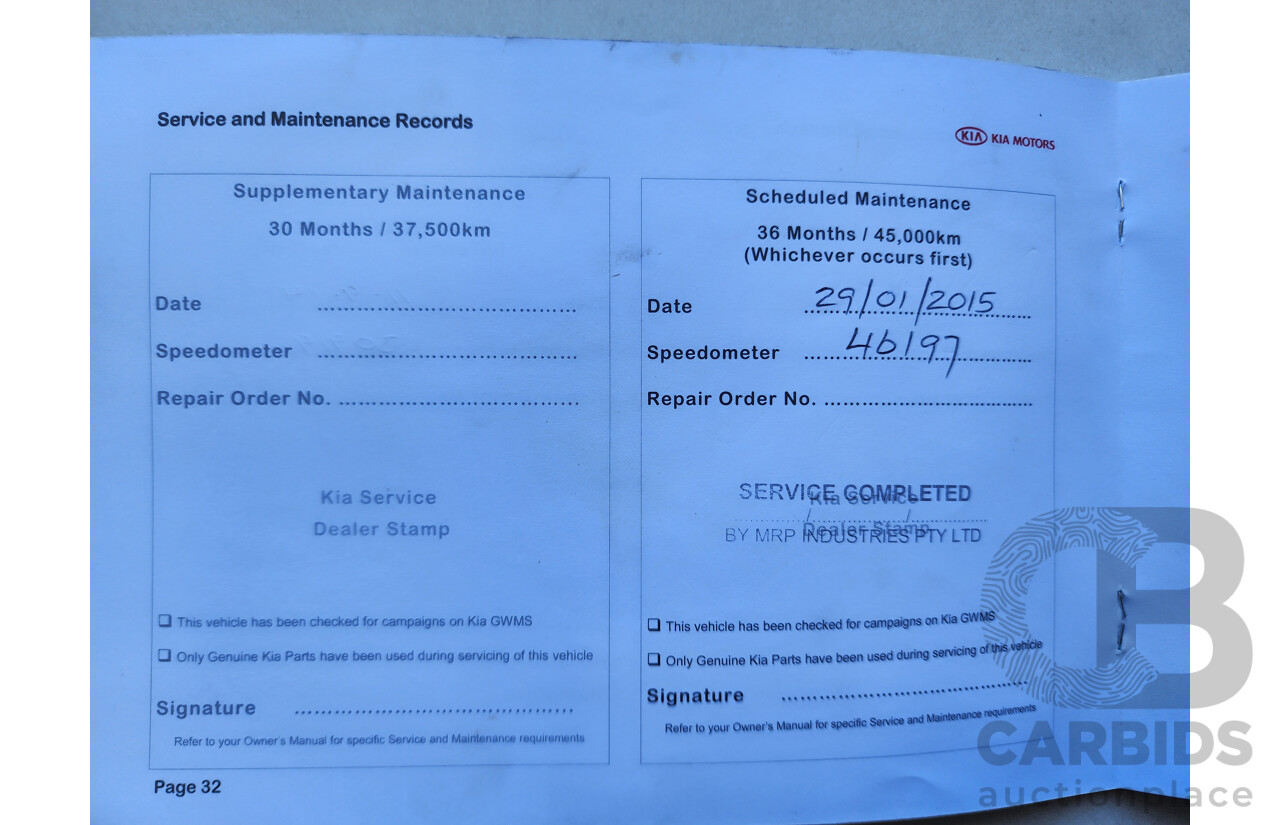 Service and Maintenance Records
KIA KIA MOTORS
Supplementary Maintenance
30 Months / 37,500km
Date ..........................................
Speedometer ..........................................
Repair Order No. ..........................................
Kia Service
Dealer Stamp
❑ This vehicle has been checked for campaigns on Kia GWMS
❑ Only Genuine Kia Parts have been used during servicing of this vehicle
Signature ..........................................
Refer to your Owner's Manual for specific Service and Maintenance requirements
Scheduled Maintenance
36 Months / 45,000km
(Whichever occurs first)
Date 29/01/2015
Speedometer 46197
Repair Order No. ..........................................
Kia Service
SERVICE COMPLETED
Dealer Stamp
BY MRP INDUSTRIES PTY LTD
❑ This vehicle has been checked for campaigns on Kia GWMS
❑ Only Genuine Kia Parts have been used during servicing of this vehicle
Signature ..........................................
Refer to your Owner's Manual for specific Service and Maintenance requirements
Page 32
CB
CARBIDS
auctionplace